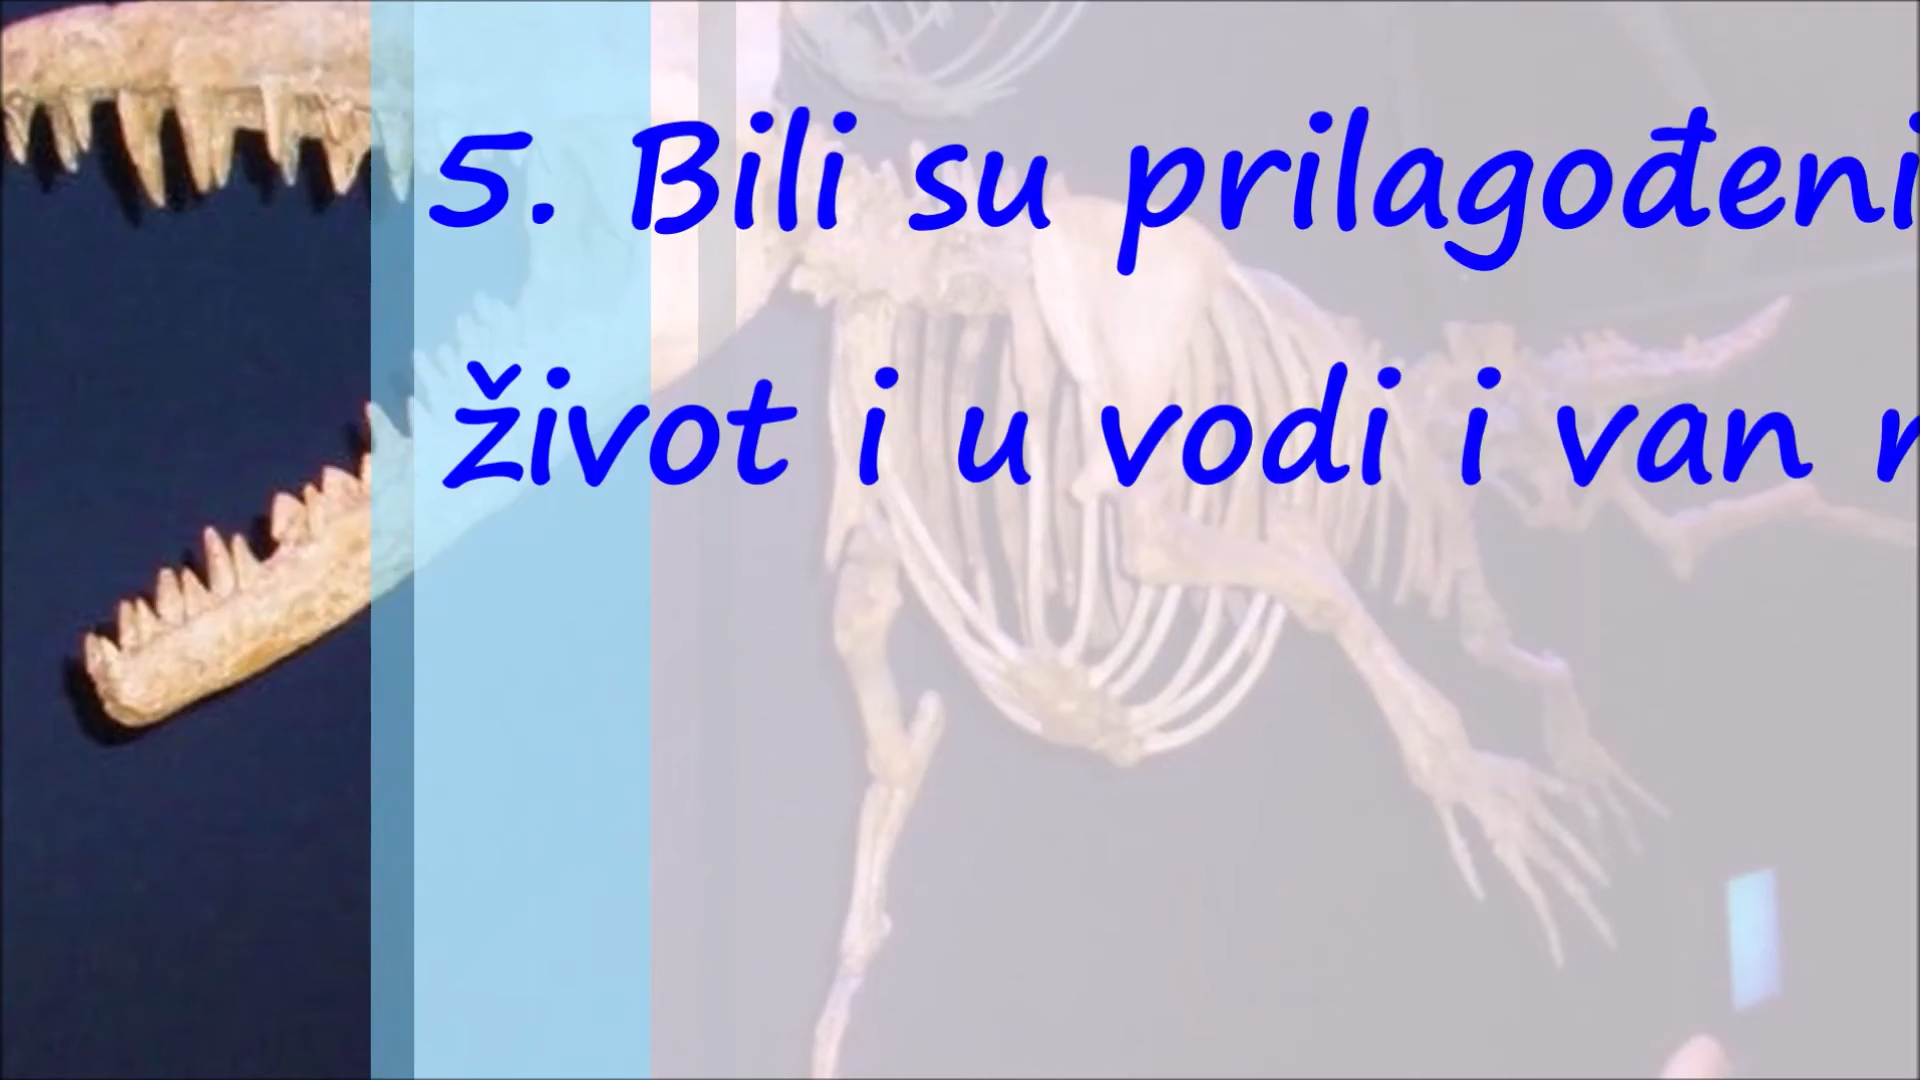 5. Bili su prilagođeni
život i u vodi i van